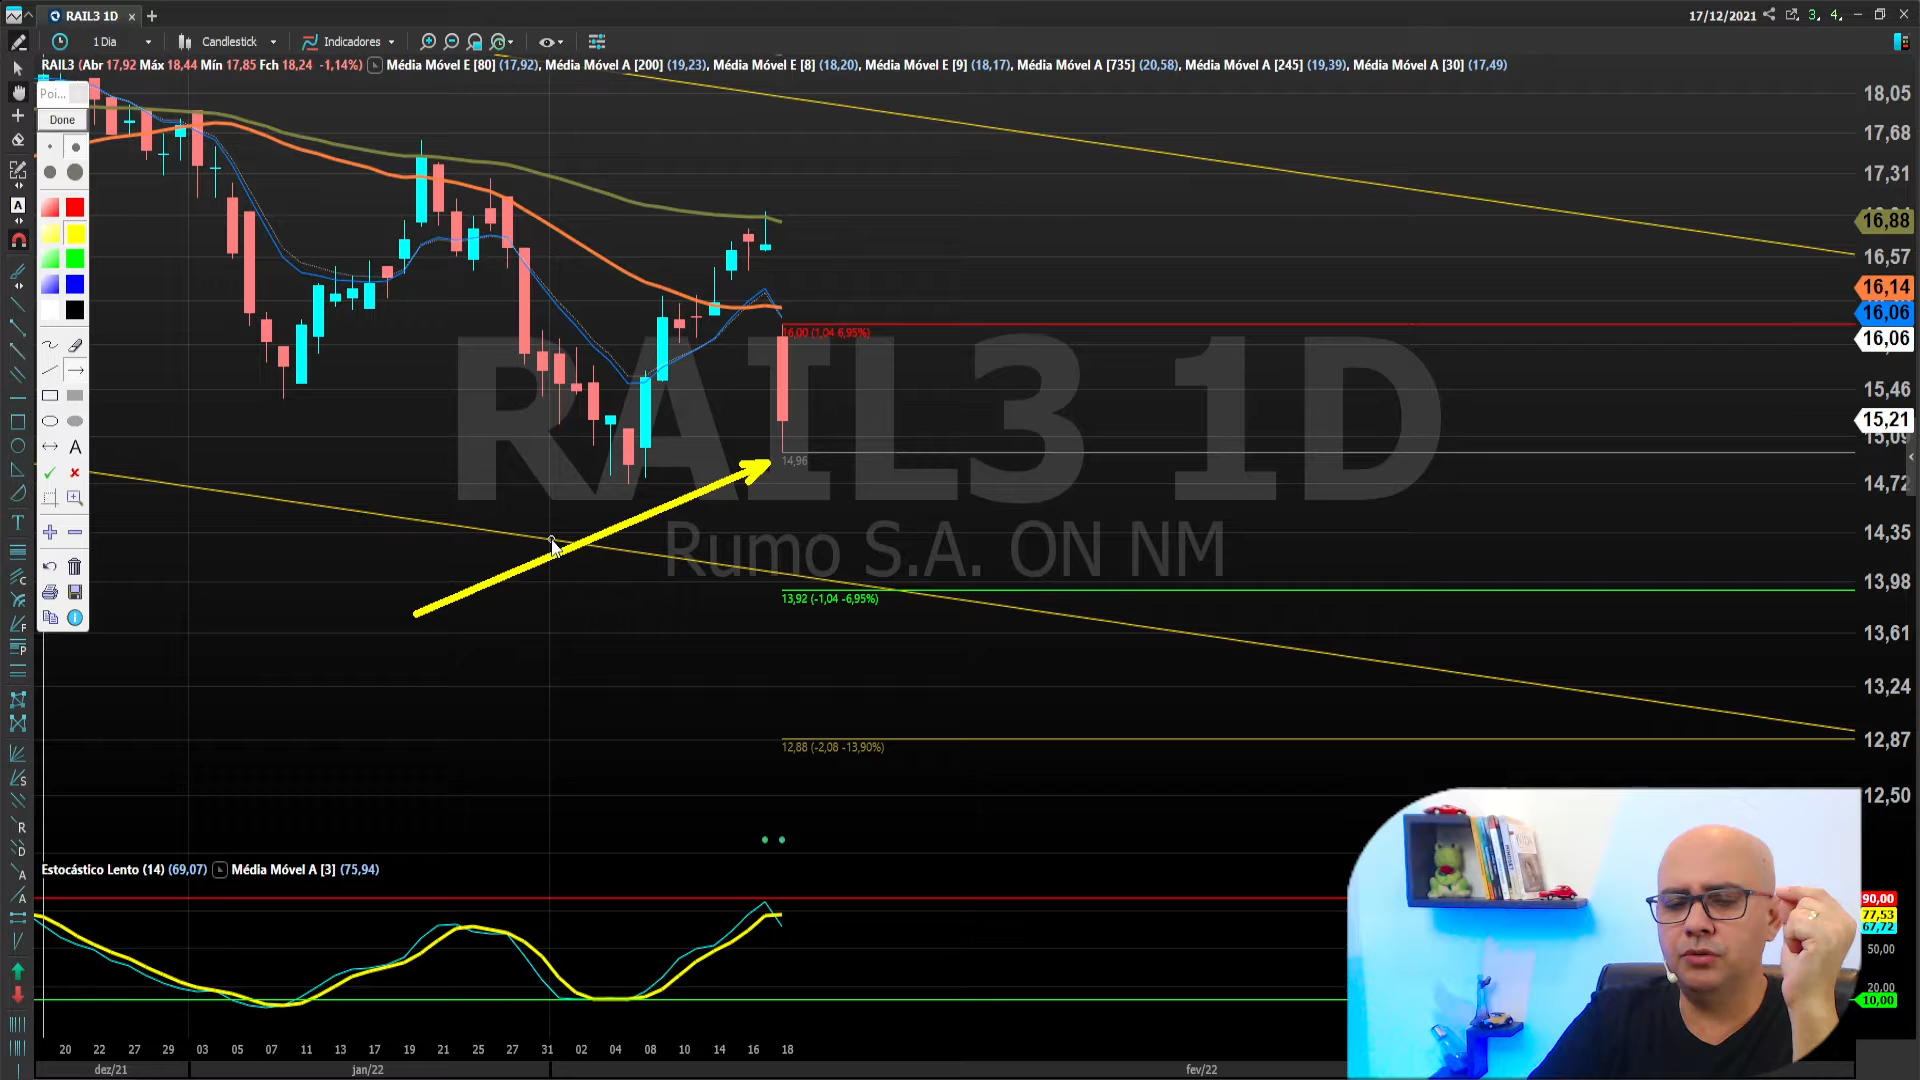 RAIL3 1D
17/12/2021
3.
4.
1 Dia
Candlestick
Indicadores
RAIL3 (Abr 17,92 Máx 18,44 Mín 17,85 Fch 18,24 -1,14%) Média Móvel E [80] (17,92), Média Móvel A [200] (19,23), Média Móvel E [8] (18,20), Média Móvel E [9] (18,17), Média Móvel A [735] (20,58), Média Móvel A [245] (19,39), Média Móvel A [30] (17,49)
Poi...
Done
18,05
17,68
17,31
16,88
16,57
16,14
16,06
16,06
15,46
15,21
15,09
14,72
14,35
13,98
13,61
13,24
12,87
12,50
16,00 (1,04 6,95%)
14,96
13,92 (-1,04 -6,95%)
12,88 (-2,08 -13,90%)
RAIL3 1D
Rumo S.A. ON NM
Estocástico Lento (14) (69,07) Média Móvel A [3] (75,94)
90,00
77,53
67,72
50,00
20,00
10,00
20 22 27 29 03 05 07 11 13 17 19 21 25 27 31 02 04 08 10 14 16 18
dez/21 jan/22 fev/22